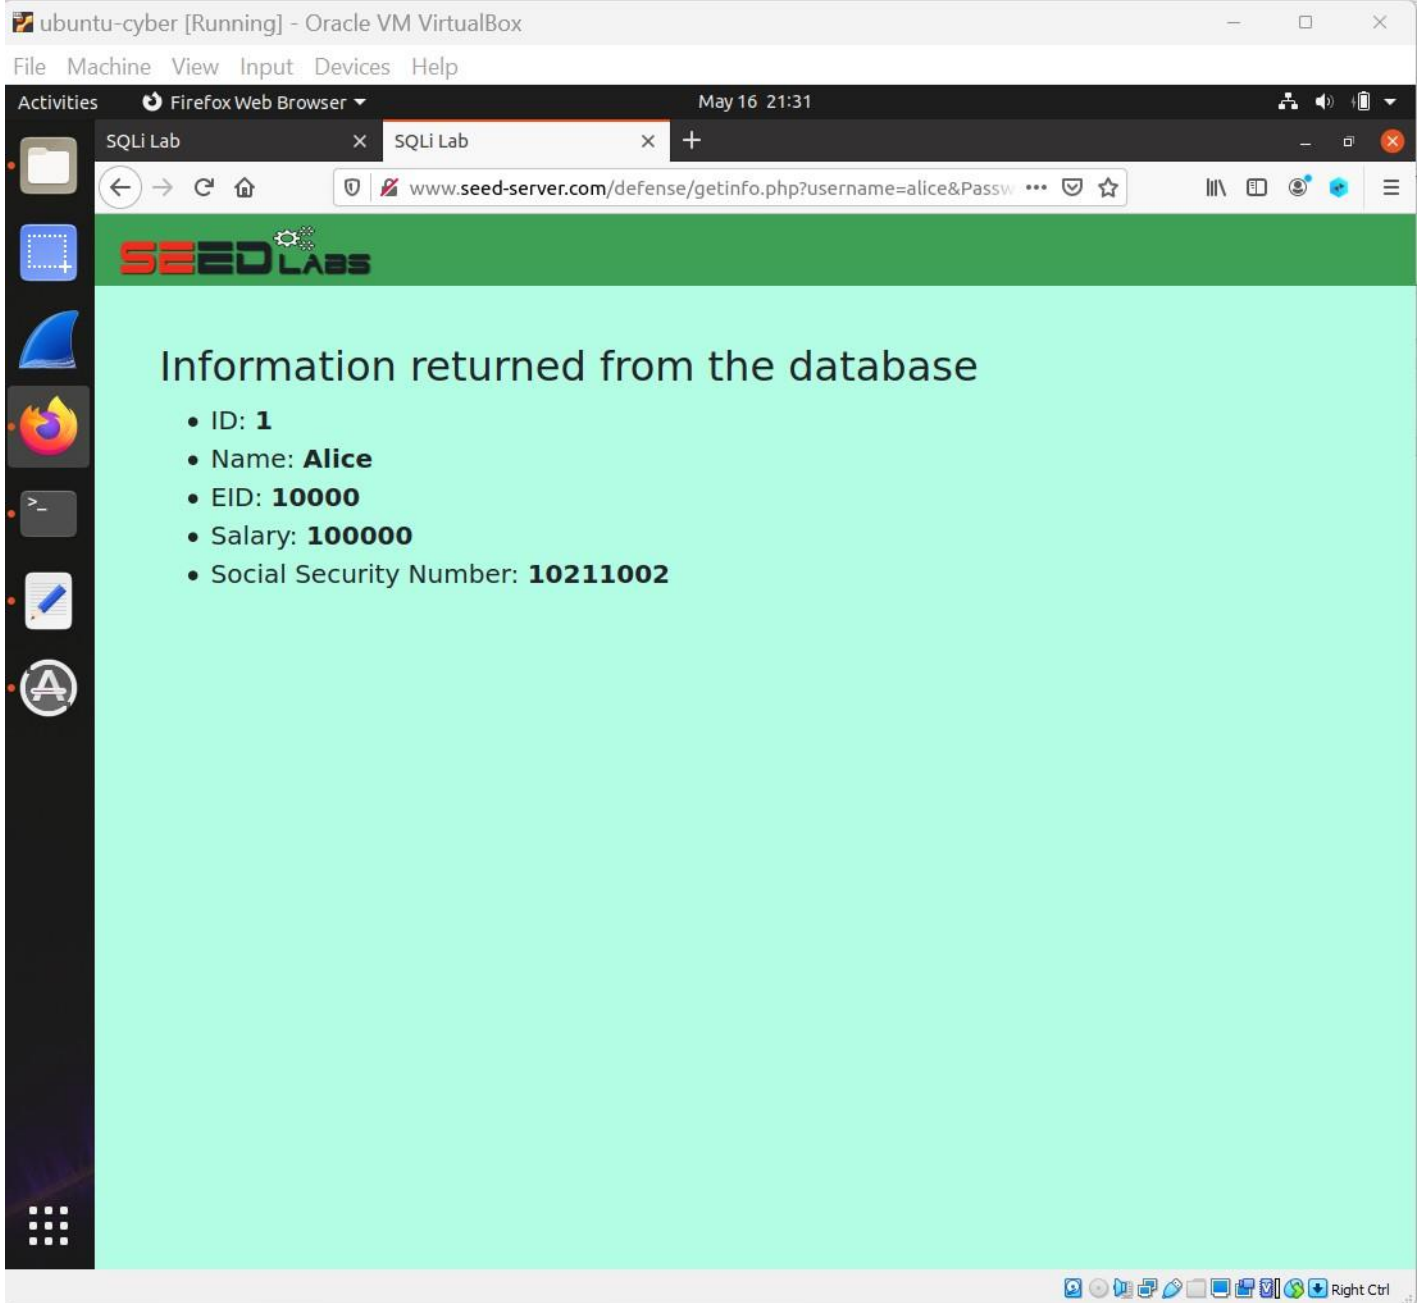 ubuntu-cyber [Running] - Oracle VM VirtualBox
File Machine View Input Devices Help
Activities Firefox Web Browser May 16 21:31
SQLi Lab SQLi Lab
www.seed-server.com/defense/getinfo.php?username=alice&Passw
SEED LABS
Information returned from the database
• ID: 1
• Name: Alice
• EID: 10000
• Salary: 100000
• Social Security Number: 10211002
Right Ctrl